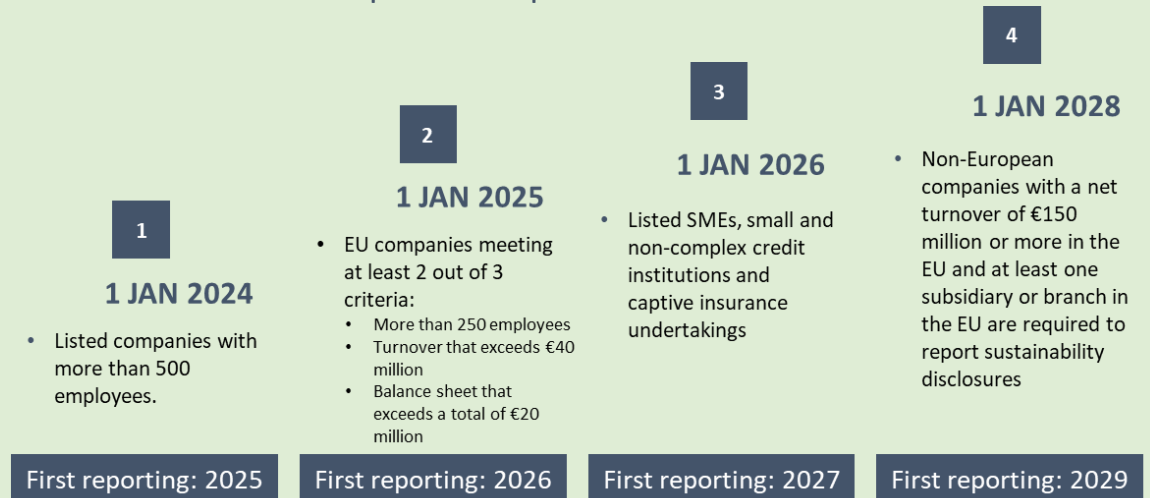 1
1 JAN 2024
• Listed companies with
more than 500
employees.
First reporting: 2025
2
1 JAN 2025
• EU companies meeting
at least 2 out of 3
criteria:
• More than 250 employees
• Turnover that exceeds €40
million
• Balance sheet that
exceeds a total of €20
million
First reporting: 2026
3
1 JAN 2026
• Listed SMEs, small and
non-complex credit
institutions and
captive insurance
undertakings
First reporting: 2027
4
1 JAN 2028
• Non-European
companies with a net
turnover of €150
million or more in the
EU and at least one
subsidiary or branch in
the EU are required to
report sustainability
disclosures
First reporting: 2029